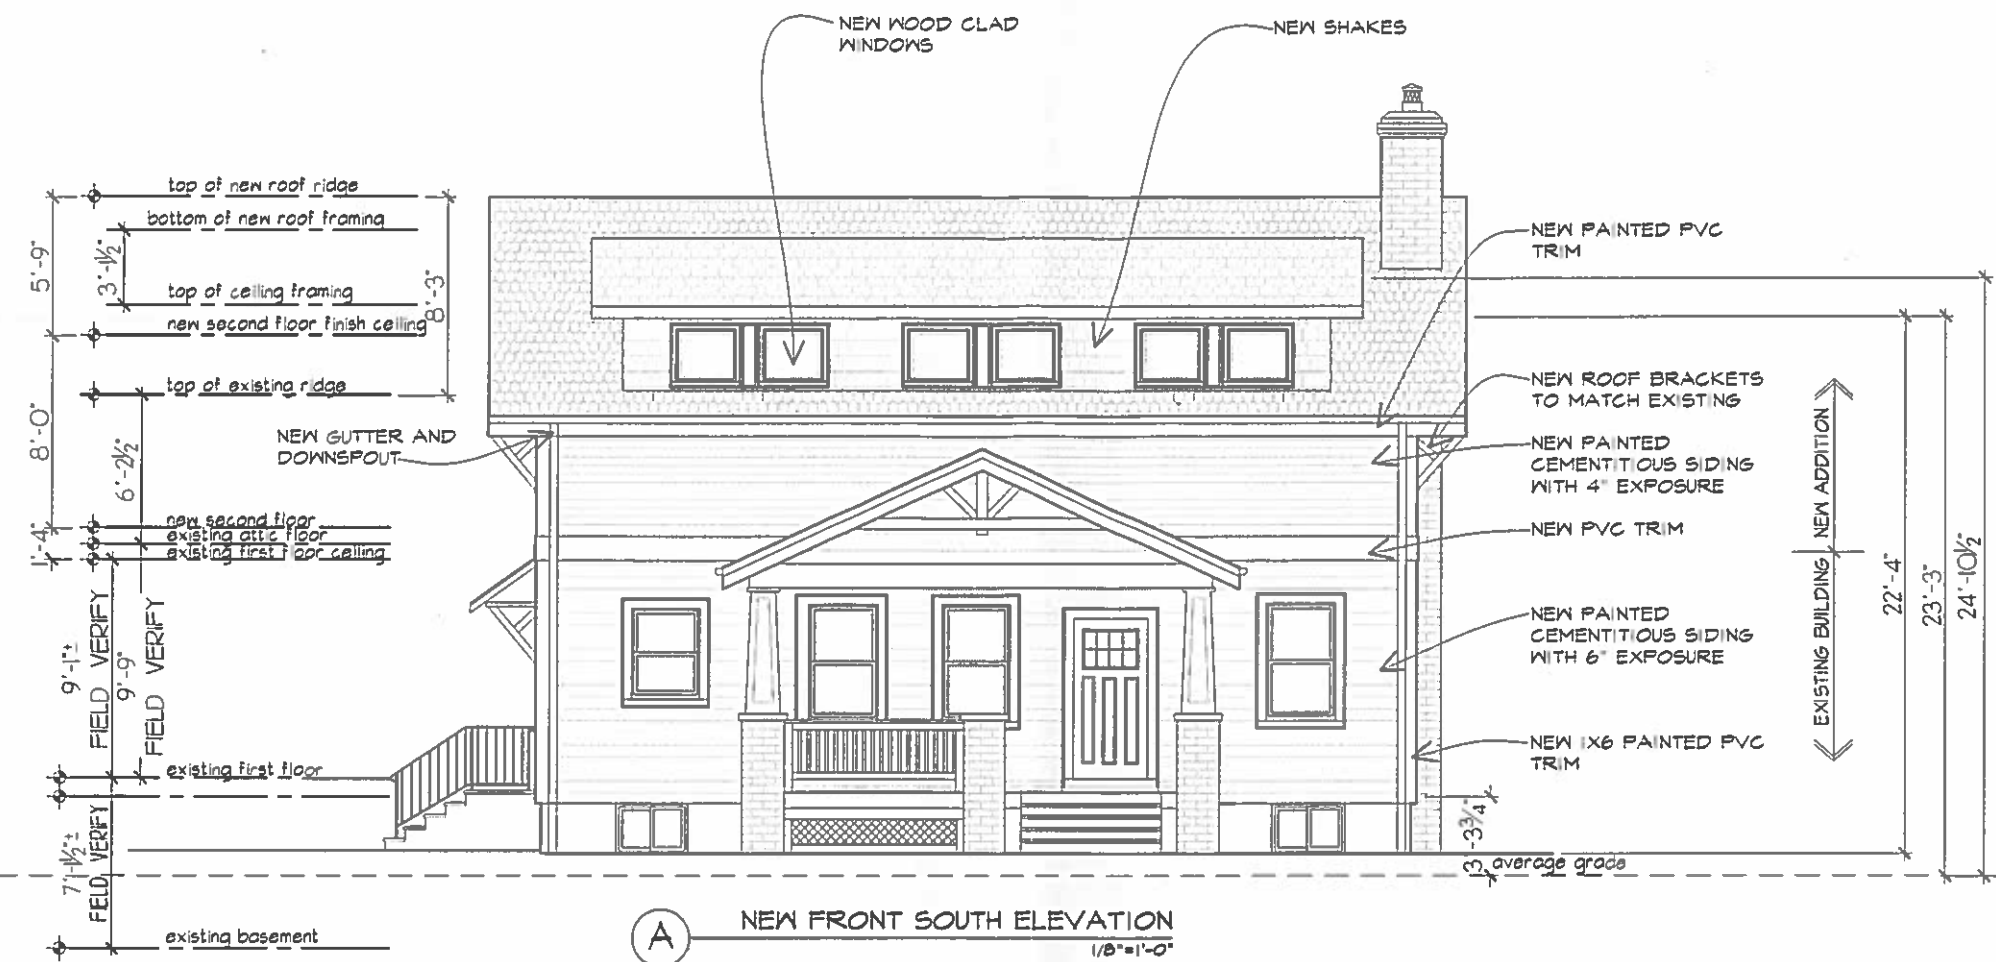 NEW WOOD CLAD
WINDOWS
NEW SHAKES
top of new roof ridge
bottom of new roof framing
top of ceiling framing
new second floor finish ceiling
top of existing ridge
new second floor
existing attic floor
existing first floor ceiling
existing first floor
existing basement
5'-9"
3'-1½"
8'-3"
8'-0"
6'-2½"
1'-4"
9'-1"±
FIELD VERIFY
9'-9"
FIELD VERIFY
7'-1½"±
FIELD VERIFY
NEW GUTTER AND
DOWNSPOUT
NEW PAINTED PVC
TRIM
NEW ROOF BRACKETS
TO MATCH EXISTING
NEW PAINTED
CEMENTITIOUS SIDING
WITH 4" EXPOSURE
NEW PVC TRIM
NEW PAINTED
CEMENTITIOUS SIDING
WITH 6" EXPOSURE
NEW 1X6 PAINTED PVC
TRIM
NEW ADDITION
EXISTING BUILDING
22'-4"
23'-3"
24'-10½"
3'-3¾"
average grade
A
NEW FRONT SOUTH ELEVATION
1/8"=1'-0"